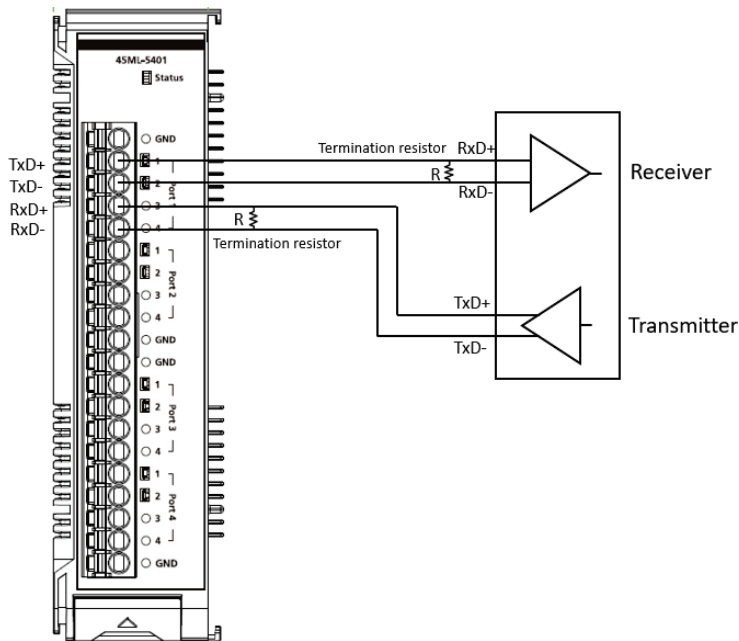 45ML-5401
Status
GND
TxD+
1
TxD-
2
Port 1
RxD+
3
RxD-
4
1
2
Port 2
3
4
GND
GND
1
2
Port 3
3
4
1
2
Port 4
3
4
GND
Termination resistor
RxD+
R
RxD-
Receiver
R
Termination resistor
TxD+
TxD-
Transmitter